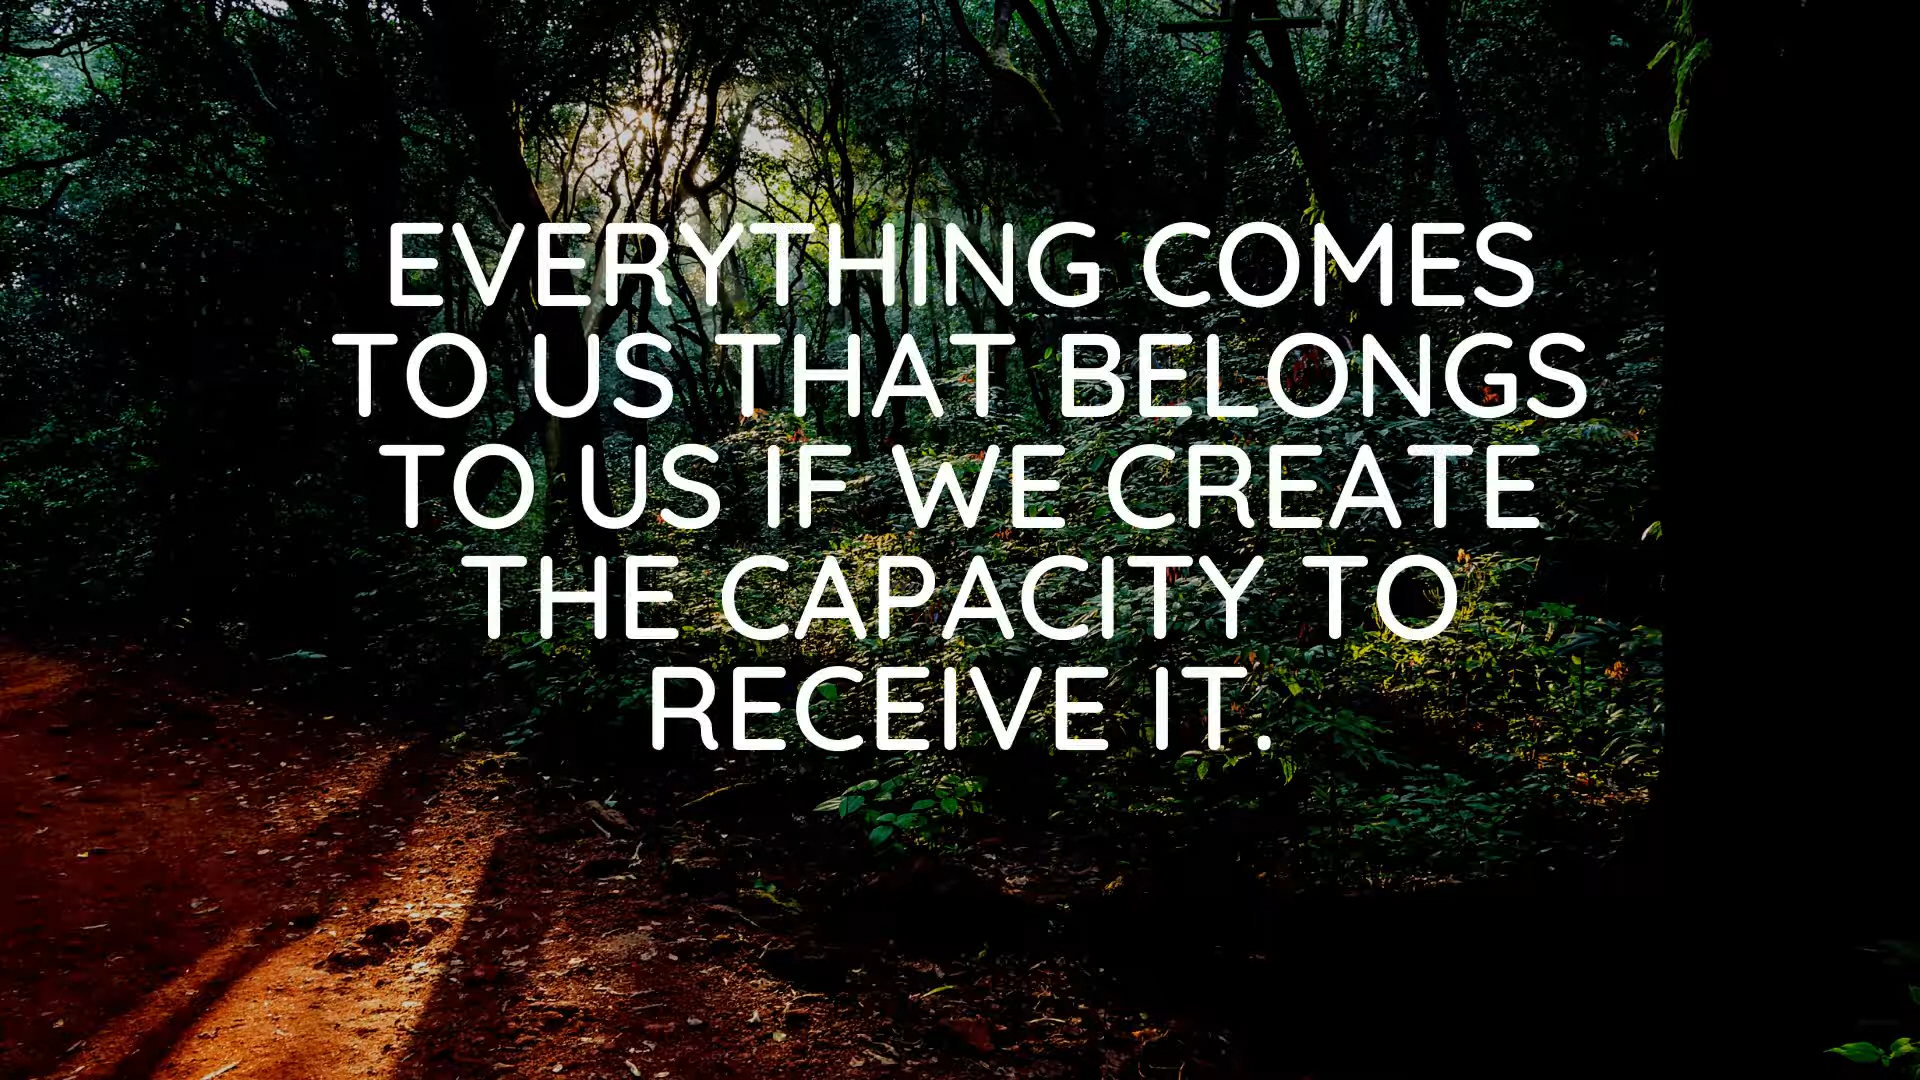 EVERYTHING COMES
TO US THAT BELONGS
TO US IF WE CREATE
THE CAPACITY TO
RECEIVE IT.